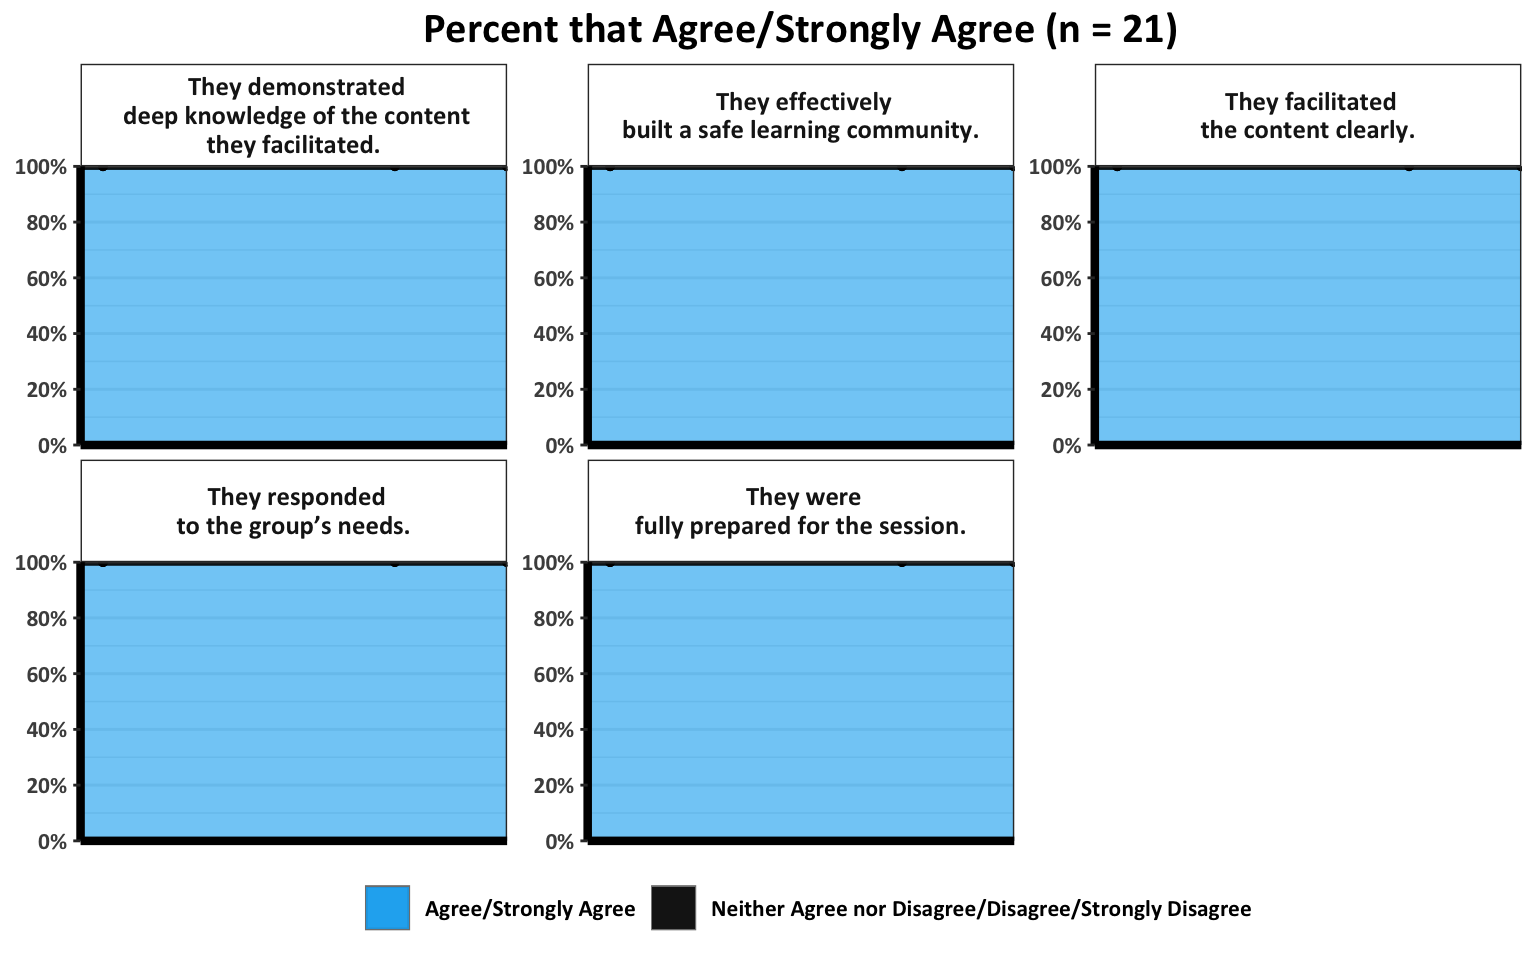 Percent that Agree/Strongly Agree (n = 21)
They demonstrated
deep knowledge of the content
they facilitated.
100%
80%
60%
40%
20%
0%
They effectively
built a safe learning community.
100%
80%
60%
40%
20%
0%
They facilitated
the content clearly.
100%
80%
60%
40%
20%
0%
They responded
to the group’s needs.
100%
80%
60%
40%
20%
0%
They were
fully prepared for the session.
100%
80%
60%
40%
20%
0%
Agree/Strongly Agree
Neither Agree nor Disagree/Disagree/Strongly Disagree